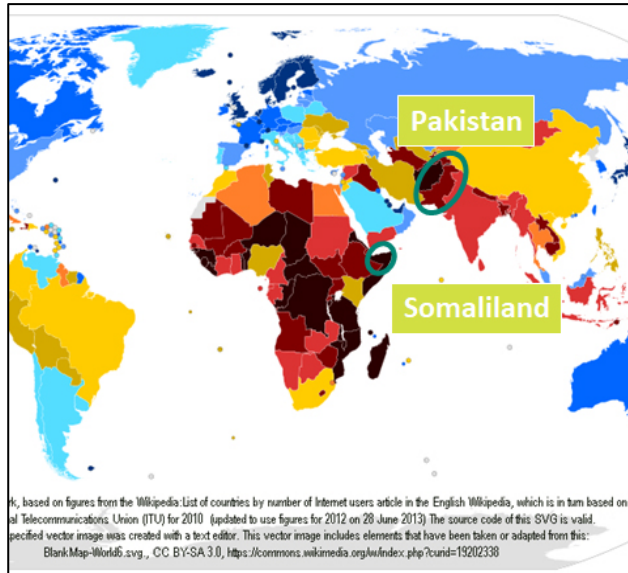 Pakistan
Somaliland
rk, based on figures from the Wikipedia:List of countries by number of Internet users article in the English Wikipedia, which is in turn based on
al Telecommunications Union (ITU) for 2010 (updated to use figures for 2012 on 28 June 2013) The source code of this SVG is valid.
pecified vector image was created with a text editor. This vector image includes elements that have been taken or adapted from this:
BlankMap-World6.svg., CC BY-SA 3.0, https://commons.wikimedia.org/w/index.php?curid=19202338